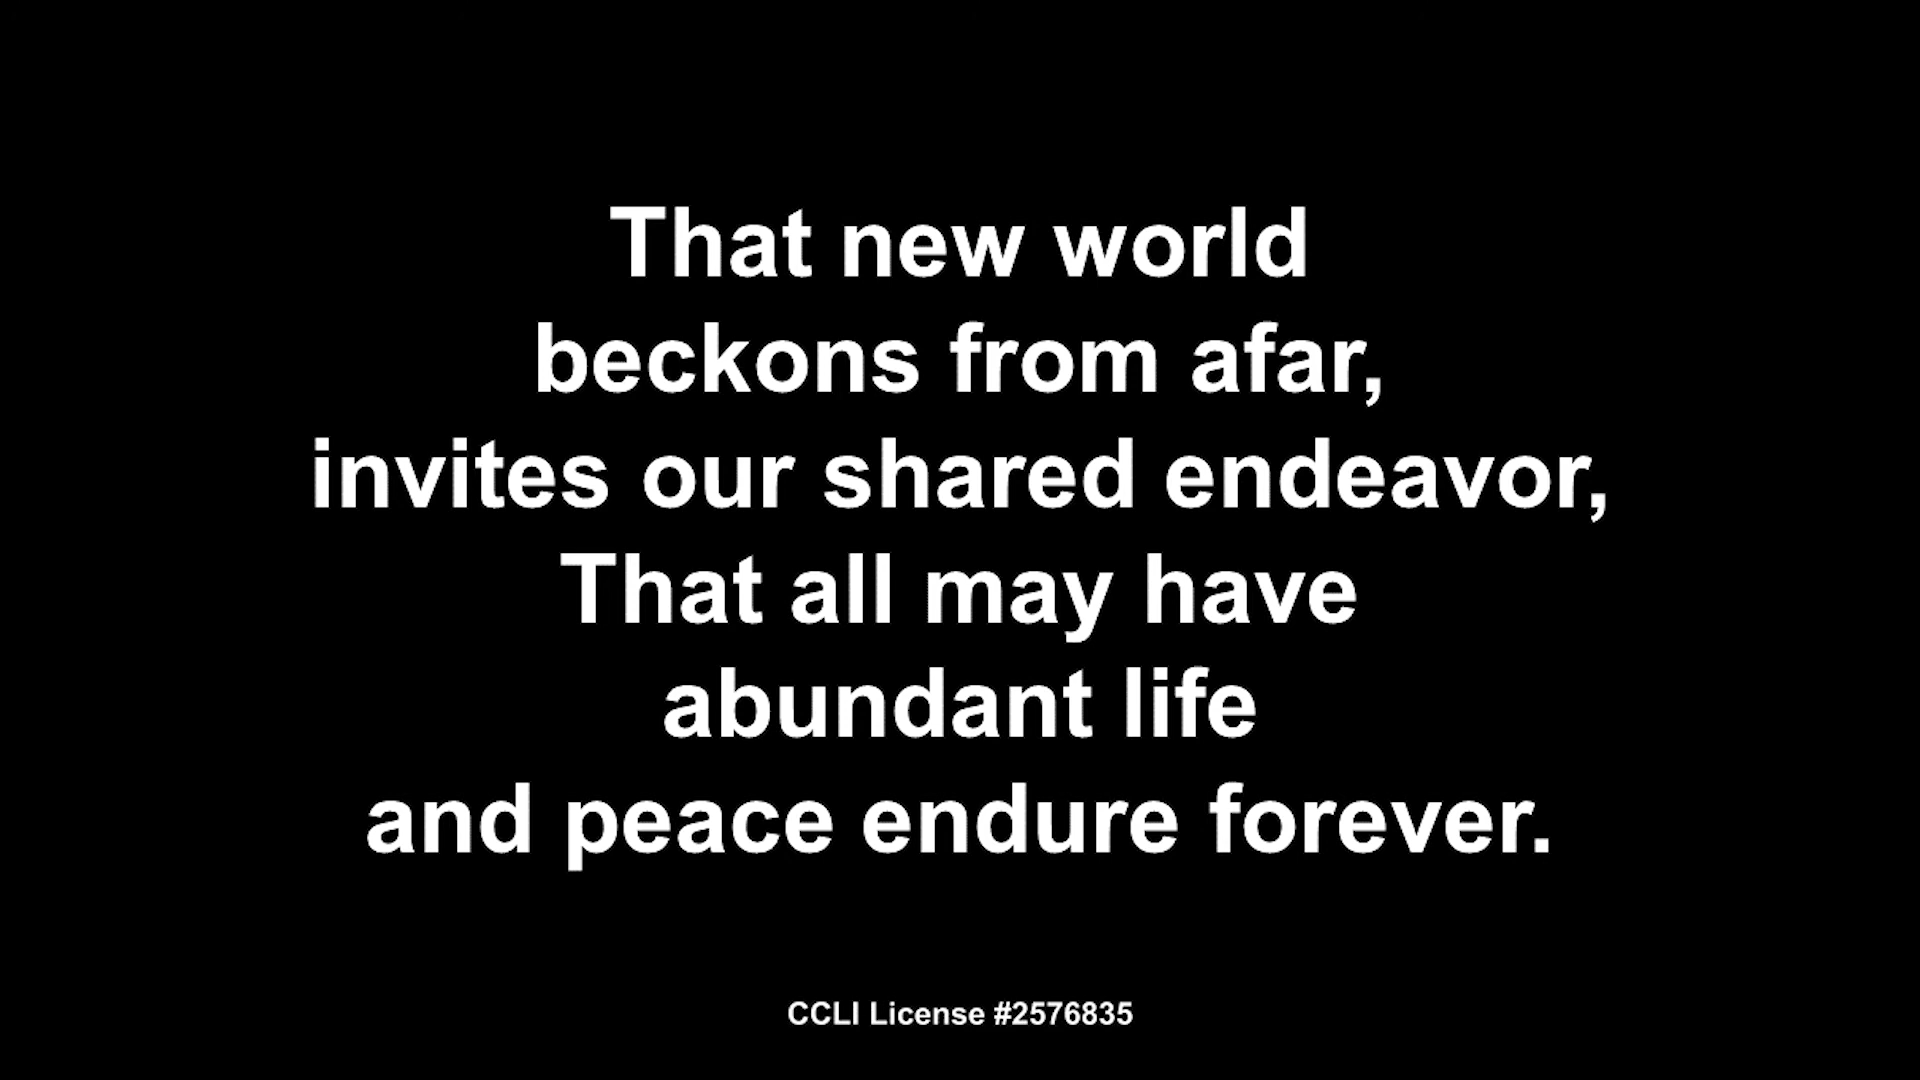 That new world
beckons from afar,
invites our shared endeavor,
That all may have
abundant life
and peace endure forever.
CCLI License #2576835